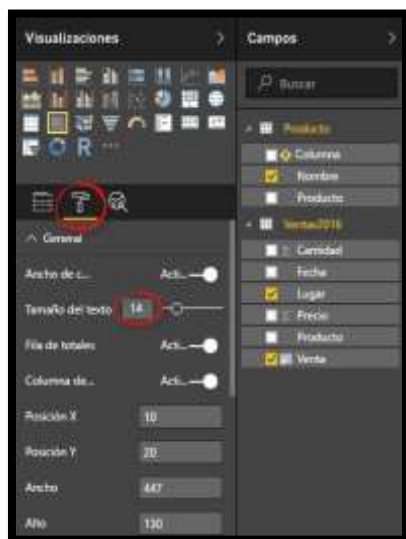 Visualizaciones
R
General
Ancho de c...
Acti...
Tamaño del texto
14
Fila de totales
Acti...
Columna de...
Acti...
Posición X
10
Posición Y
20
Ancho
447
Alto
130
Campos
Buscar
Producto
Columna
Nombre
Producto
Ventas2016
Cantidad
Fecha
Lugar
Precio
Producto
Venta